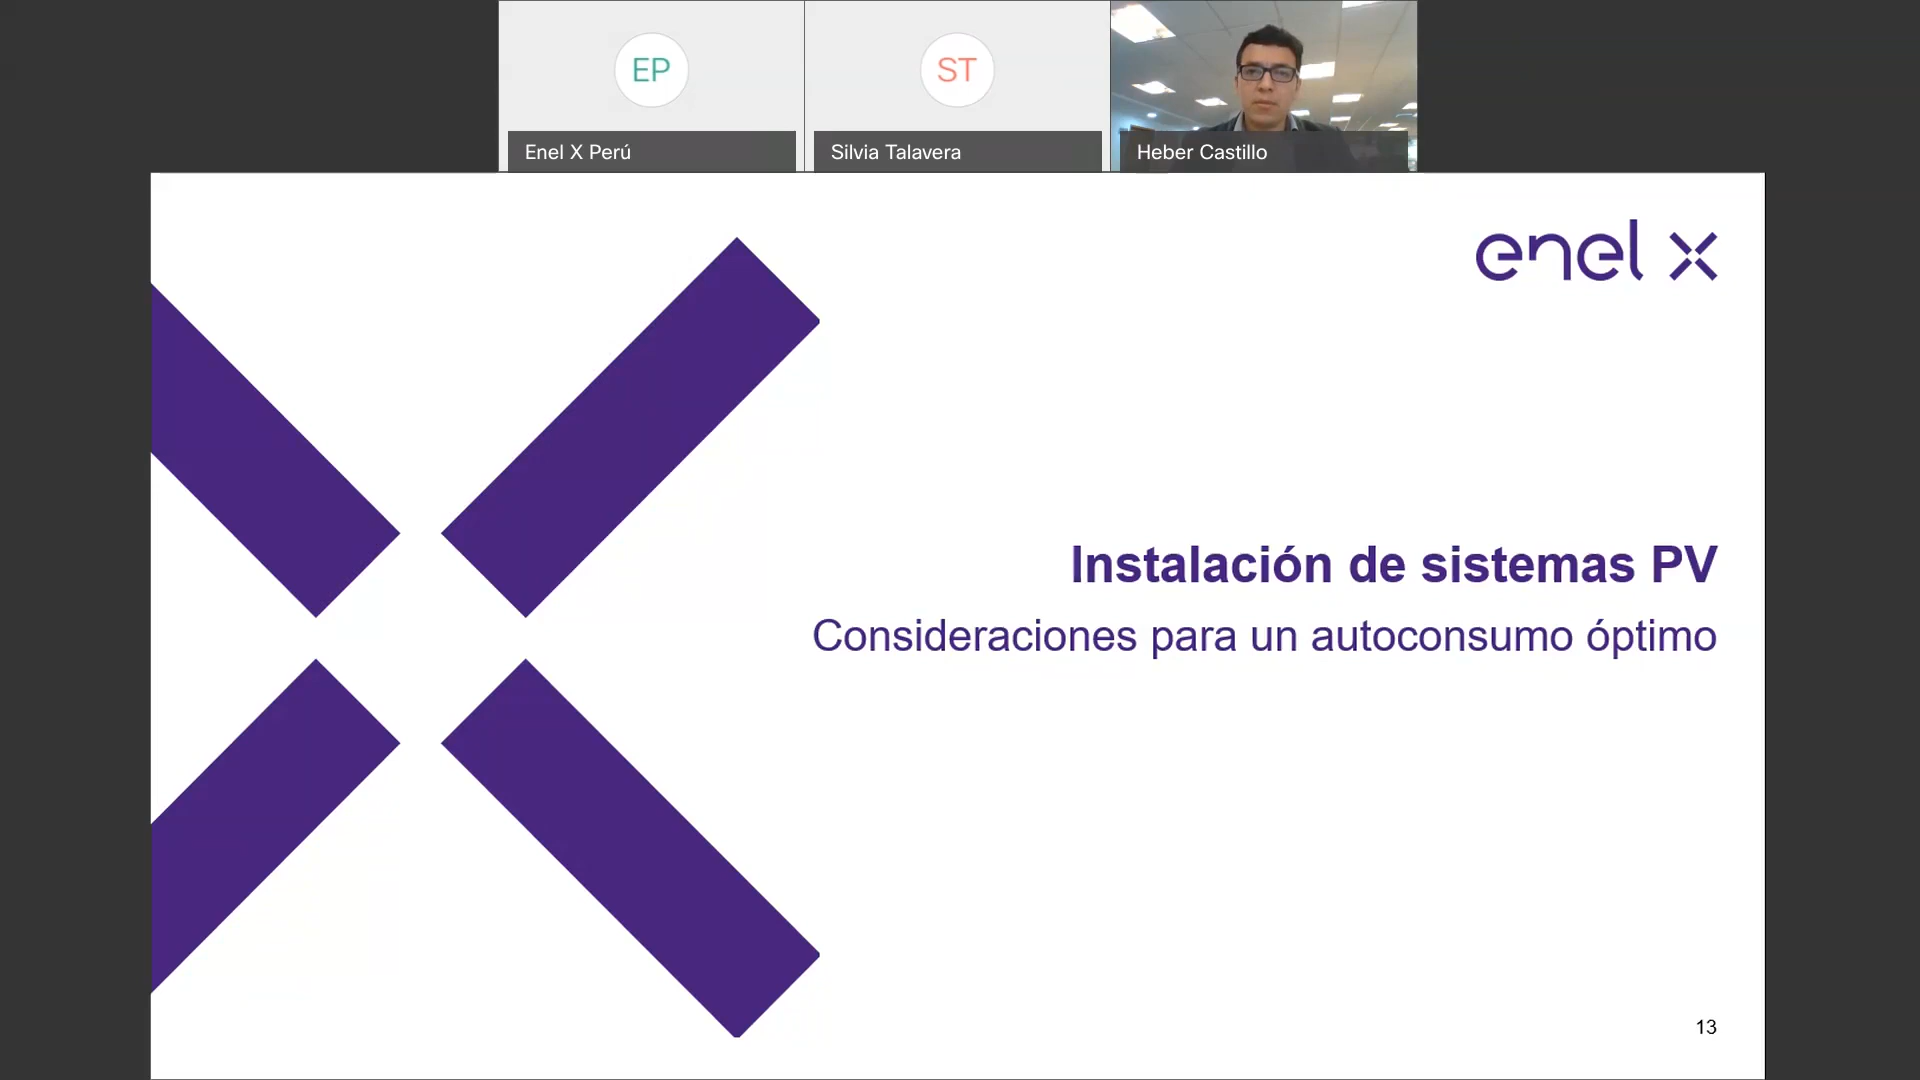 EP
ST
Enel X Perú
Silvia Talavera
Heber Castillo
enel x
Instalación de sistemas PV
Consideraciones para un autoconsumo óptimo
13